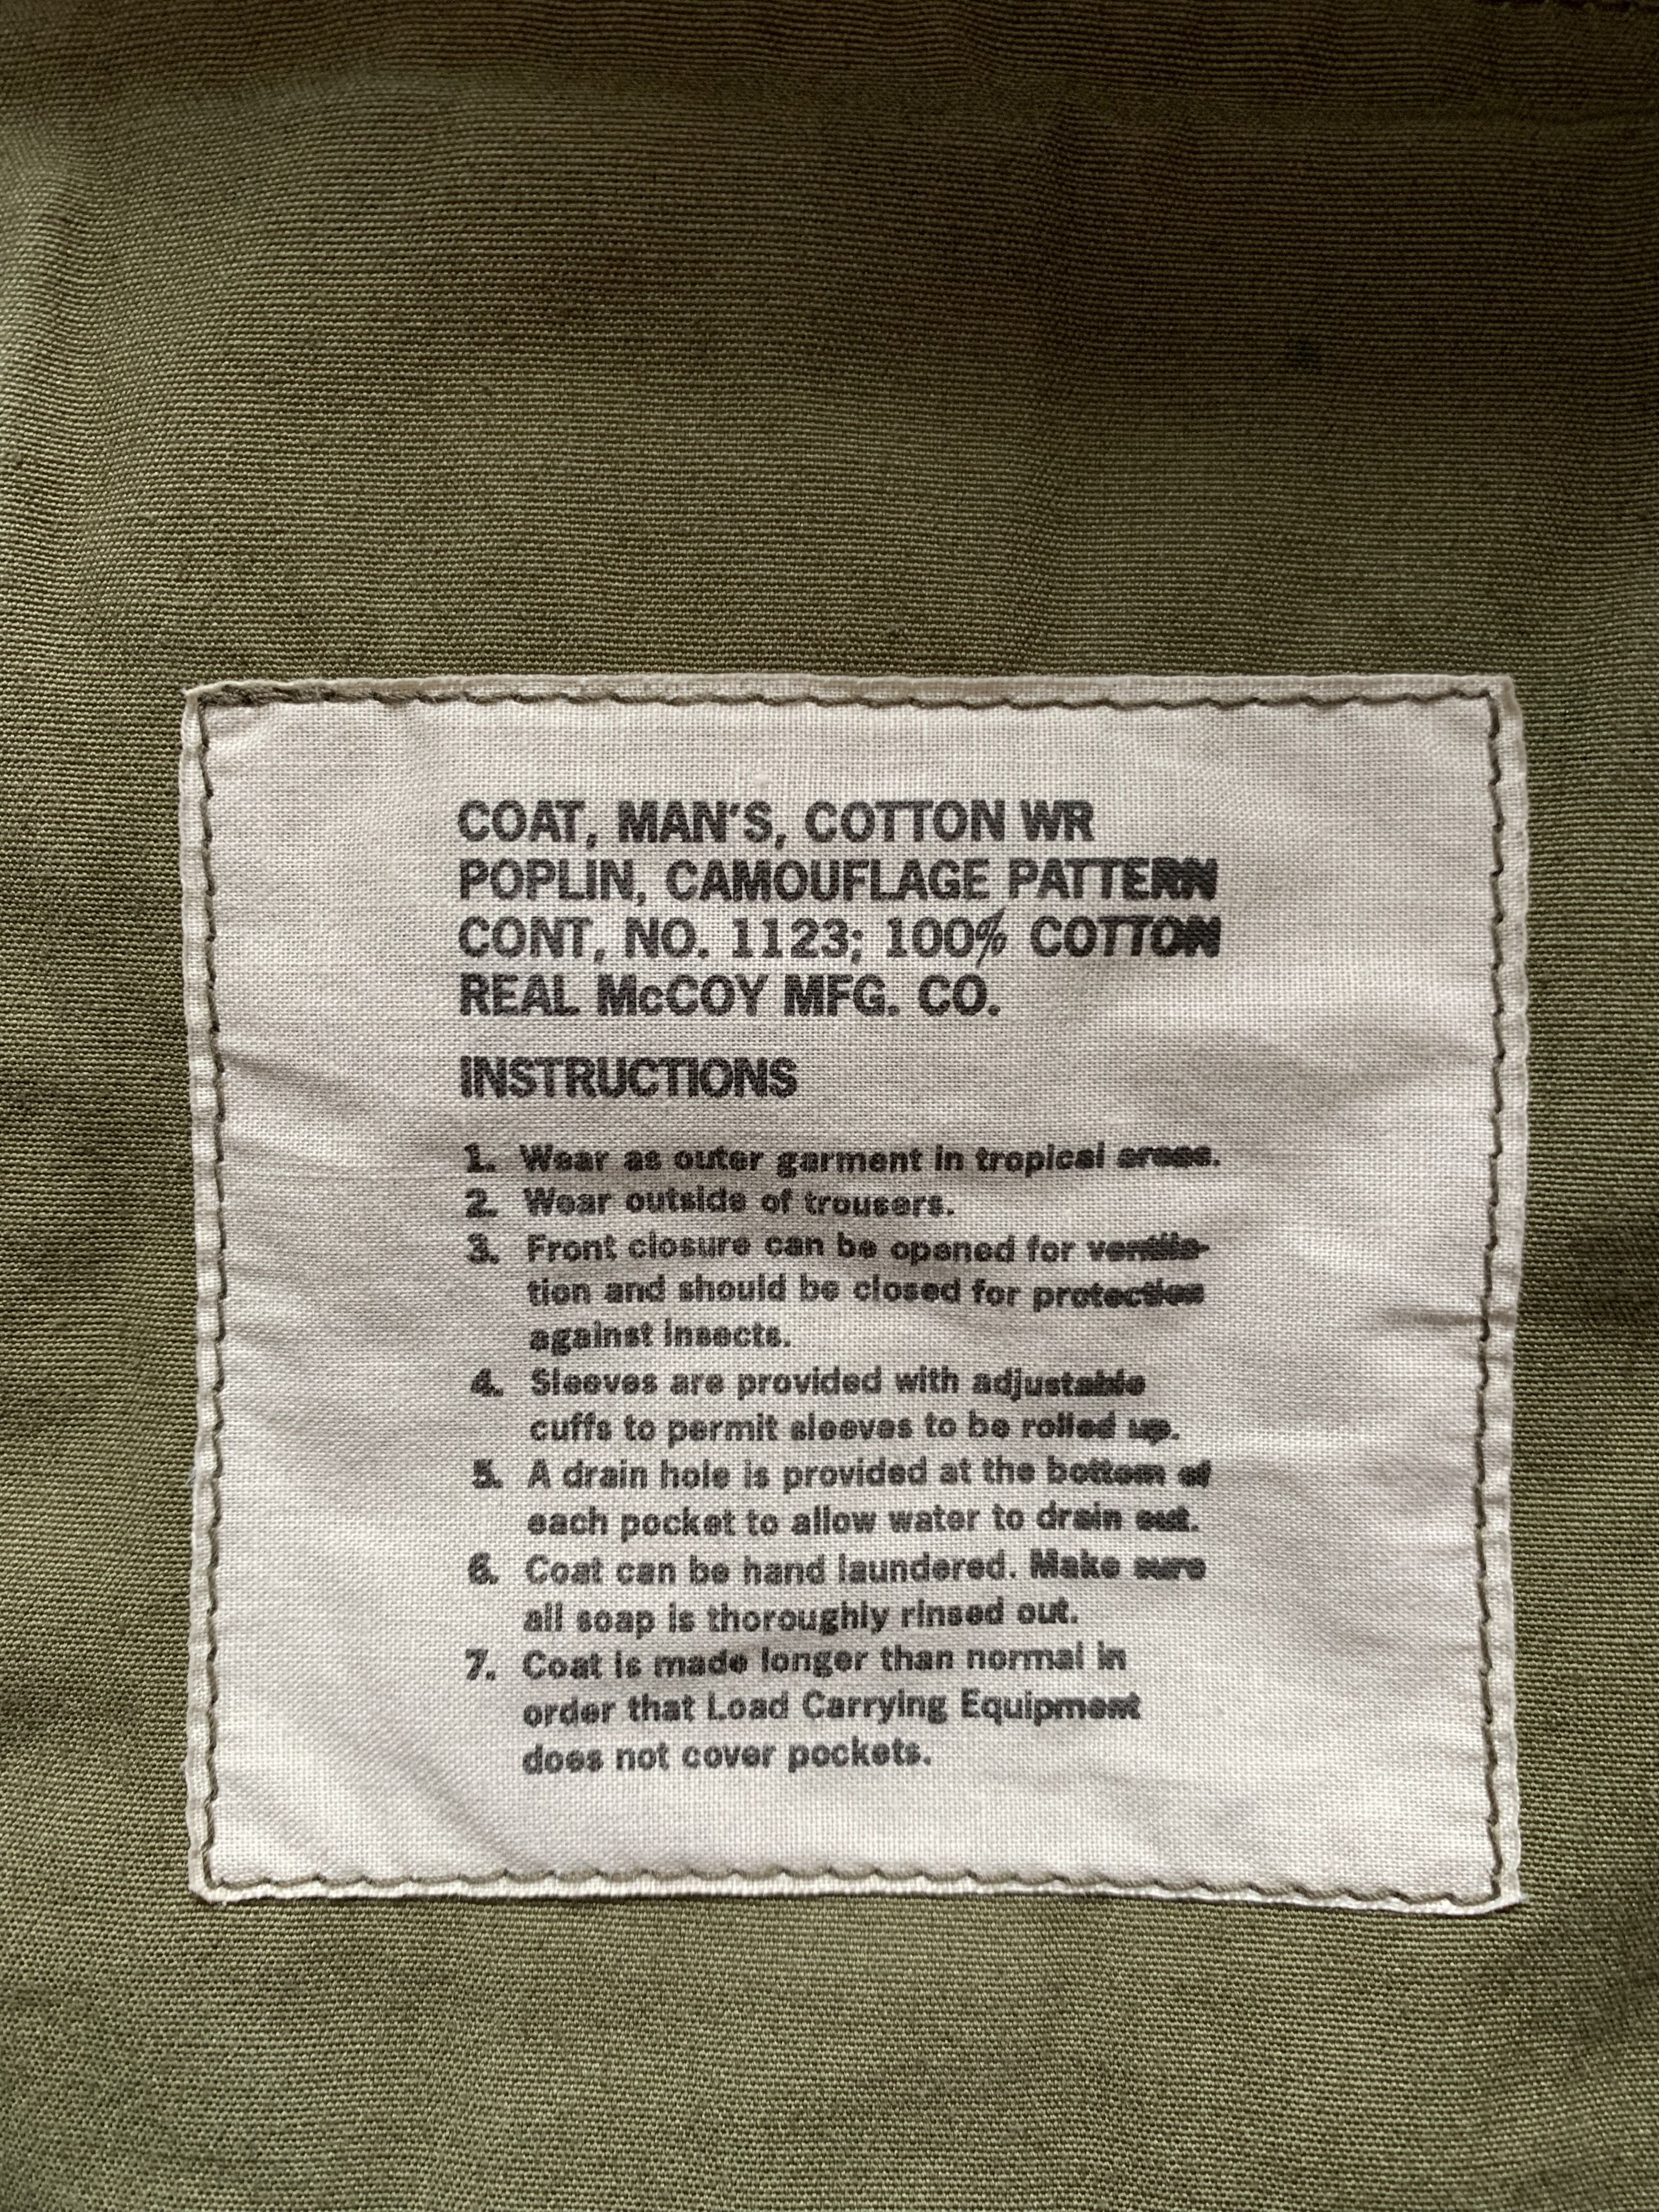 COAT, MAN'S, COTTON WR
POPLIN, CAMOUFLAGE PATTERN
CONT, NO. 1123; 100% COTTON
REAL McCOY MFG. CO.
INSTRUCTIONS
1. Wear as outer garment in tropical areas.
2. Wear outside of trousers.
3. Front closure can be opened for ventila-
tion and should be closed for protection
against insects.
4. Sleeves are provided with adjustable
cuffs to permit sleeves to be rolled up.
5. A drain hole is provided at the bottom of
each pocket to allow water to drain out.
6. Coat can be hand laundered. Make sure
all soap is thoroughly rinsed out.
7. Coat is made longer than normal in
order that Load Carrying Equipment
does not cover pockets.